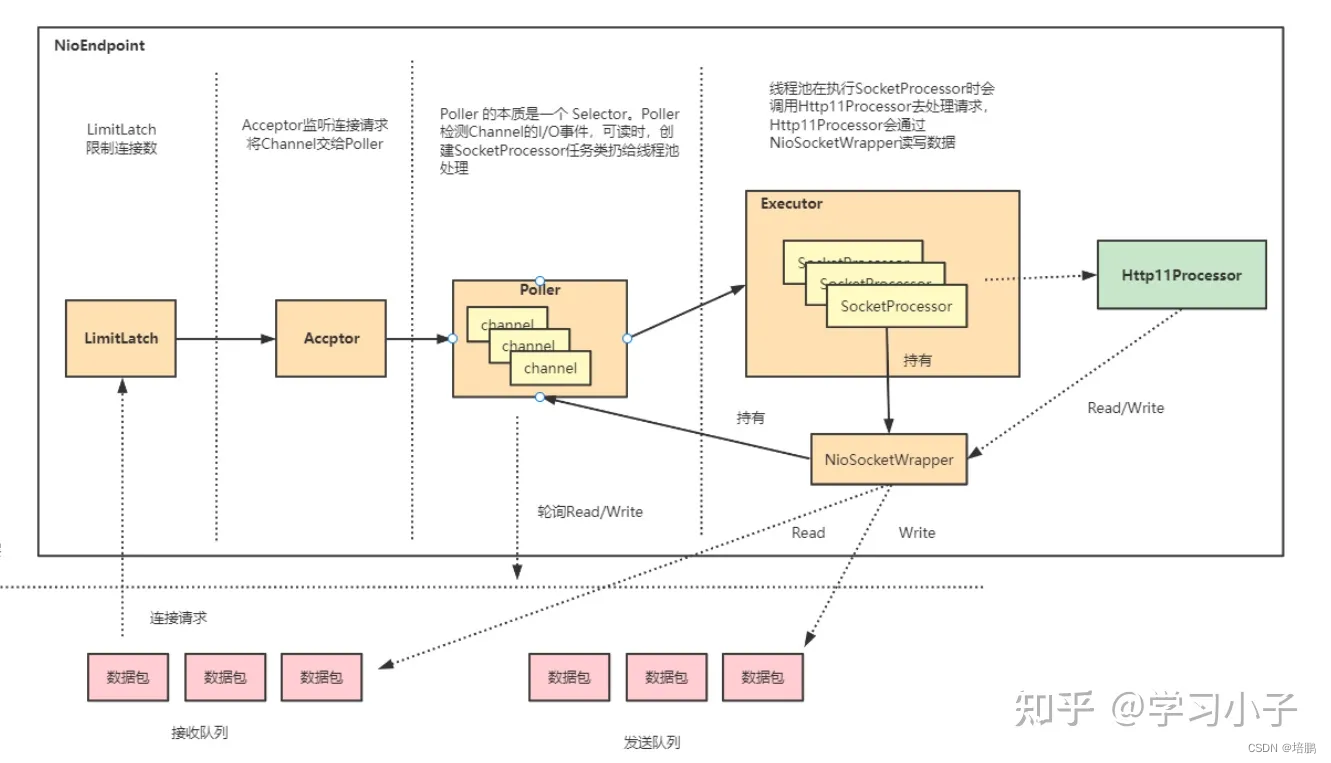 NioEndpoint
LimitLatch
限制连接数
Acceptor监听连接请求
将Channel交给Poller
Poller 的本质是一个 Selector。Poller
检测Channel的I/O事件，可读时，创
建SocketProcessor任务类扔给线程池
处理
线程池在执行SocketProcessor时会
调用Http11Processor去处理请求，
Http11Processor会通过
NioSocketWrapper读写数据
Executor
SocketProcessor
SocketProcessor
SocketProcessor
Http11Processor
LimitLatch
Accptor
Poller
channel
channel
channel
持有
持有
Read/Write
NioSocketWrapper
轮询Read/Write
Read
Write
连接请求
数据包
数据包
数据包
数据包
数据包
数据包
接收队列
发送队列
知乎 @学习小子
CSDN @培鹏